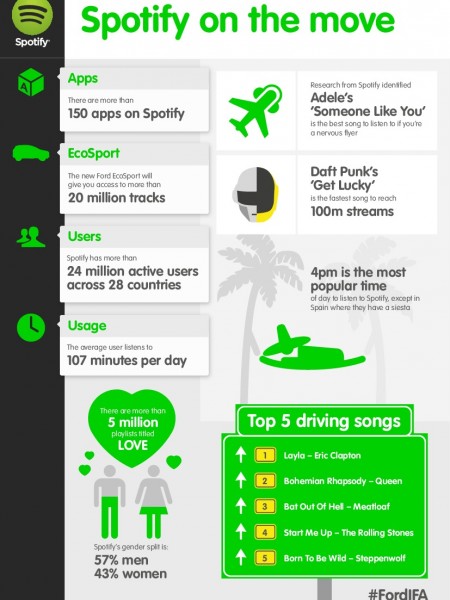 Spotify on the move
Spotify
Apps
There are more than
150 apps on Spotify
EcoSport
The new Ford EcoSport will
give you access to more than
20 million tracks
Users
Spotify has more than
24 million active users
across 28 countries
Usage
The average user listens to
107 minutes per day
Research from Spotify identified
Adele's
'Someone Like You'
is the best song to listen to if you're
a nervous flyer
Daft Punk's
'Get Lucky'
is the fastest song to reach
100m streams
4pm is the most
popular time
of day to listen to Spotify, except in
Spain where they have a siesta
There are more than
5 million
playlists titled
LOVE
Spotify's gender split is:
57% men
43% women
Top 5 driving songs
1 Layla – Eric Clapton
2 Bohemian Rhapsody – Queen
3 Bat Out Of Hell – Meatloaf
4 Start Me Up – The Rolling Stones
5 Born To Be Wild – Steppenwolf
#FordIFA